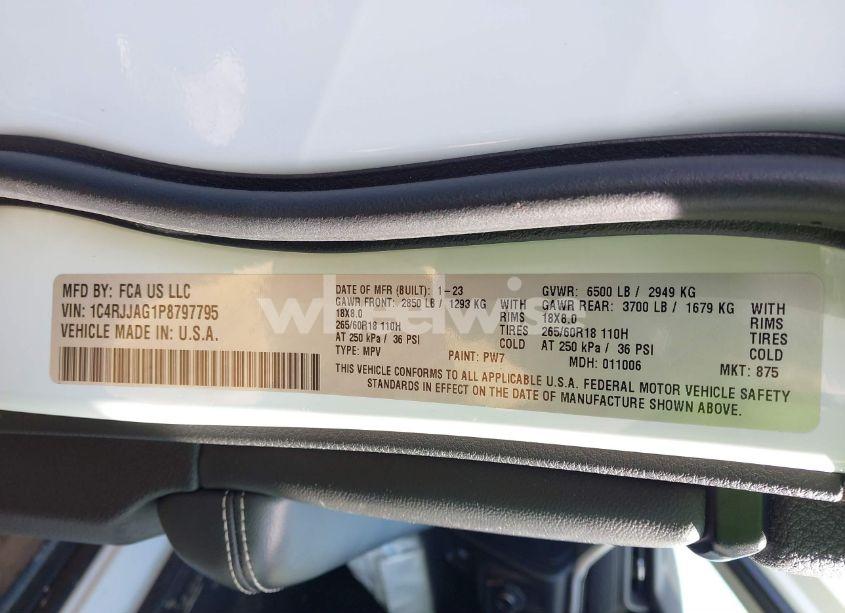 MFD BY: FCA US LLC
VIN: 1C4RJJAG1P8797795
VEHICLE MADE IN: U.S.A.
DATE OF MFR (BUILT): 1-23 GVWR: 6500 LB / 2949 KG
GAWR FRONT: 2850 LB / 1293 KG WITH GAWR REAR: 3700 LB / 1679 KG WITH
18X8.0 RIMS 18X8.0 RIMS
265/60R18 110H TIRES 265/60R18 110H TIRES
AT 250 kPa / 36 PSI COLD AT 250 kPa / 36 PSI COLD
TYPE: MPV PAINT: PW7 MDH: 011006 MKT: 875
THIS VEHICLE CONFORMS TO ALL APPLICABLE U.S.A. FEDERAL MOTOR VEHICLE SAFETY
STANDARDS IN EFFECT ON THE DATE OF MANUFACTURE SHOWN ABOVE.
wheelwise